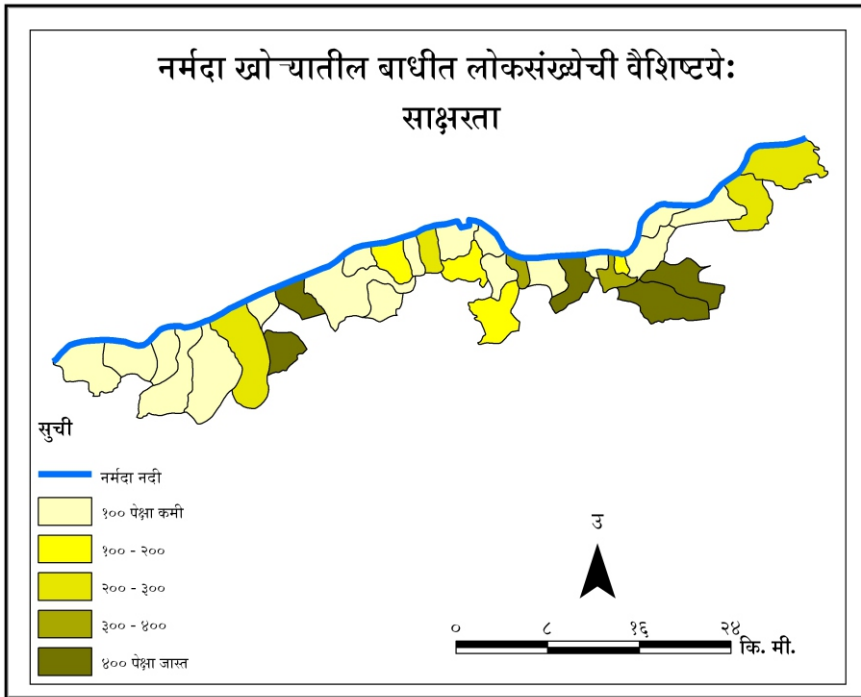 नर्मदा खोऱ्यातील बाधीत लोकसंख्येची वैशिष्टये:
साक्षरता
सुची
नर्मदा नदी
१०० पेक्षा कमी
१०० - २००
२०० - ३००
३०० - ४००
४०० पेक्षा जास्त
उ
० ८ १६ २४
कि. मी.